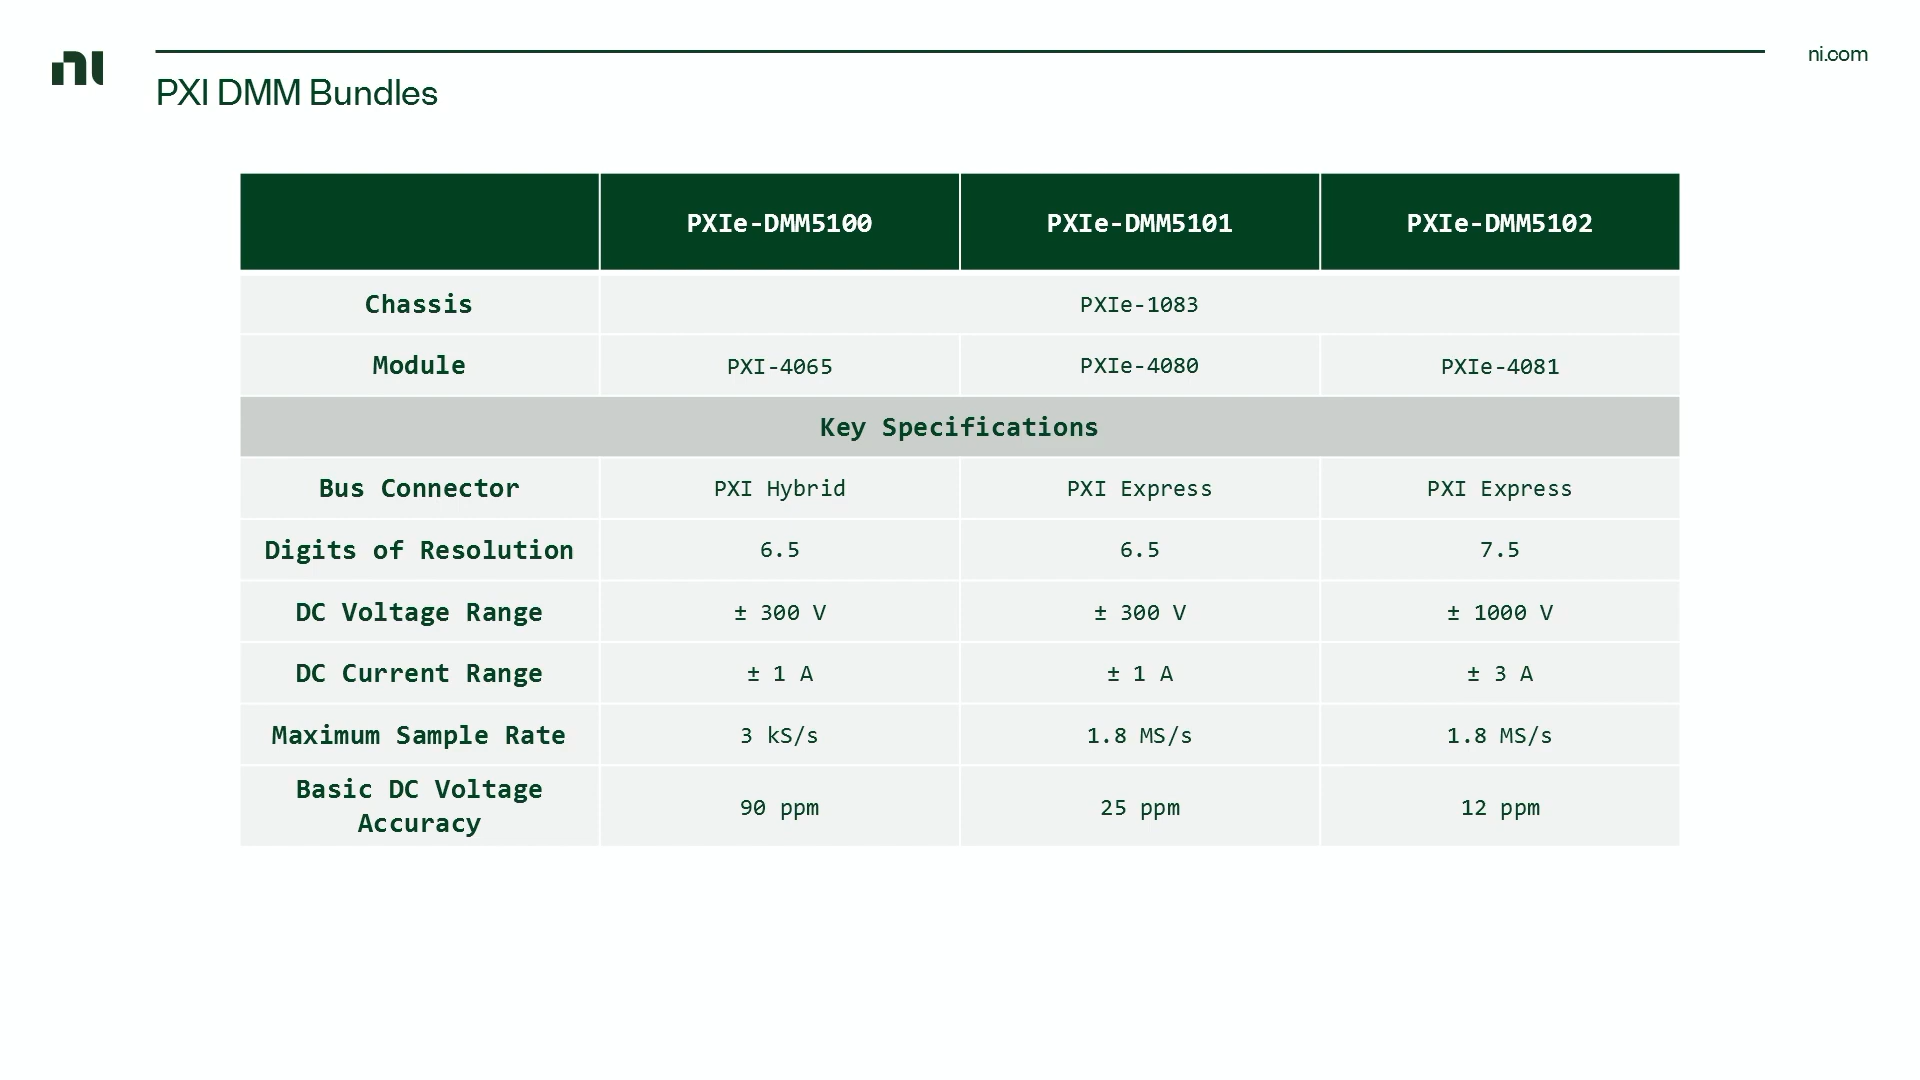 ni
ni.com
PXI DMM Bundles
PXIe-DMM5100 PXIe-DMM5101 PXIe-DMM5102
Chassis PXIe-1083
Module PXI-4065 PXIe-4080 PXIe-4081
Key Specifications
Bus Connector PXI Hybrid PXI Express PXI Express
Digits of Resolution 6.5 6.5 7.5
DC Voltage Range ± 300 V ± 300 V ± 1000 V
DC Current Range ± 1 A ± 1 A ± 3 A
Maximum Sample Rate 3 kS/s 1.8 MS/s 1.8 MS/s
Basic DC Voltage
Accuracy 90 ppm 25 ppm 12 ppm